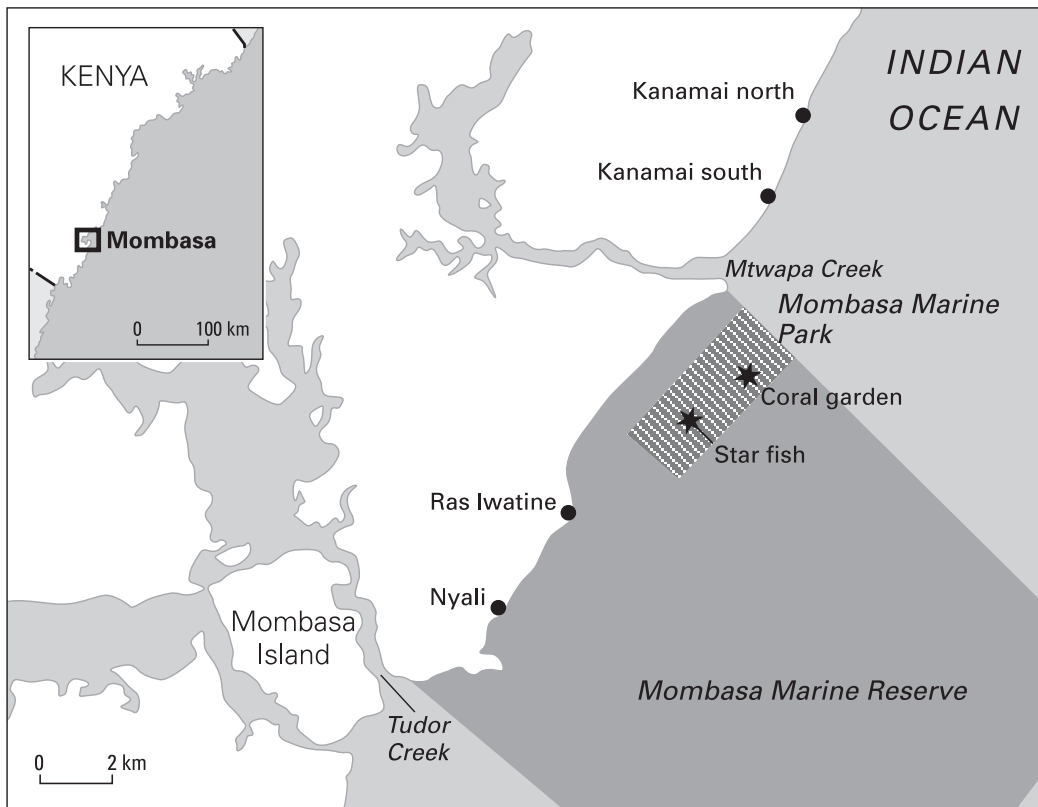 KENYA
Mombasa
0 100 km
INDIAN
OCEAN
Kanamai north
Kanamai south
Mtwapa Creek
Mombasa Marine
Park
Coral garden
Star fish
Ras Iwatine
Nyali
Mombasa
Island
Mombasa Marine Reserve
Tudor
Creek
0 2 km